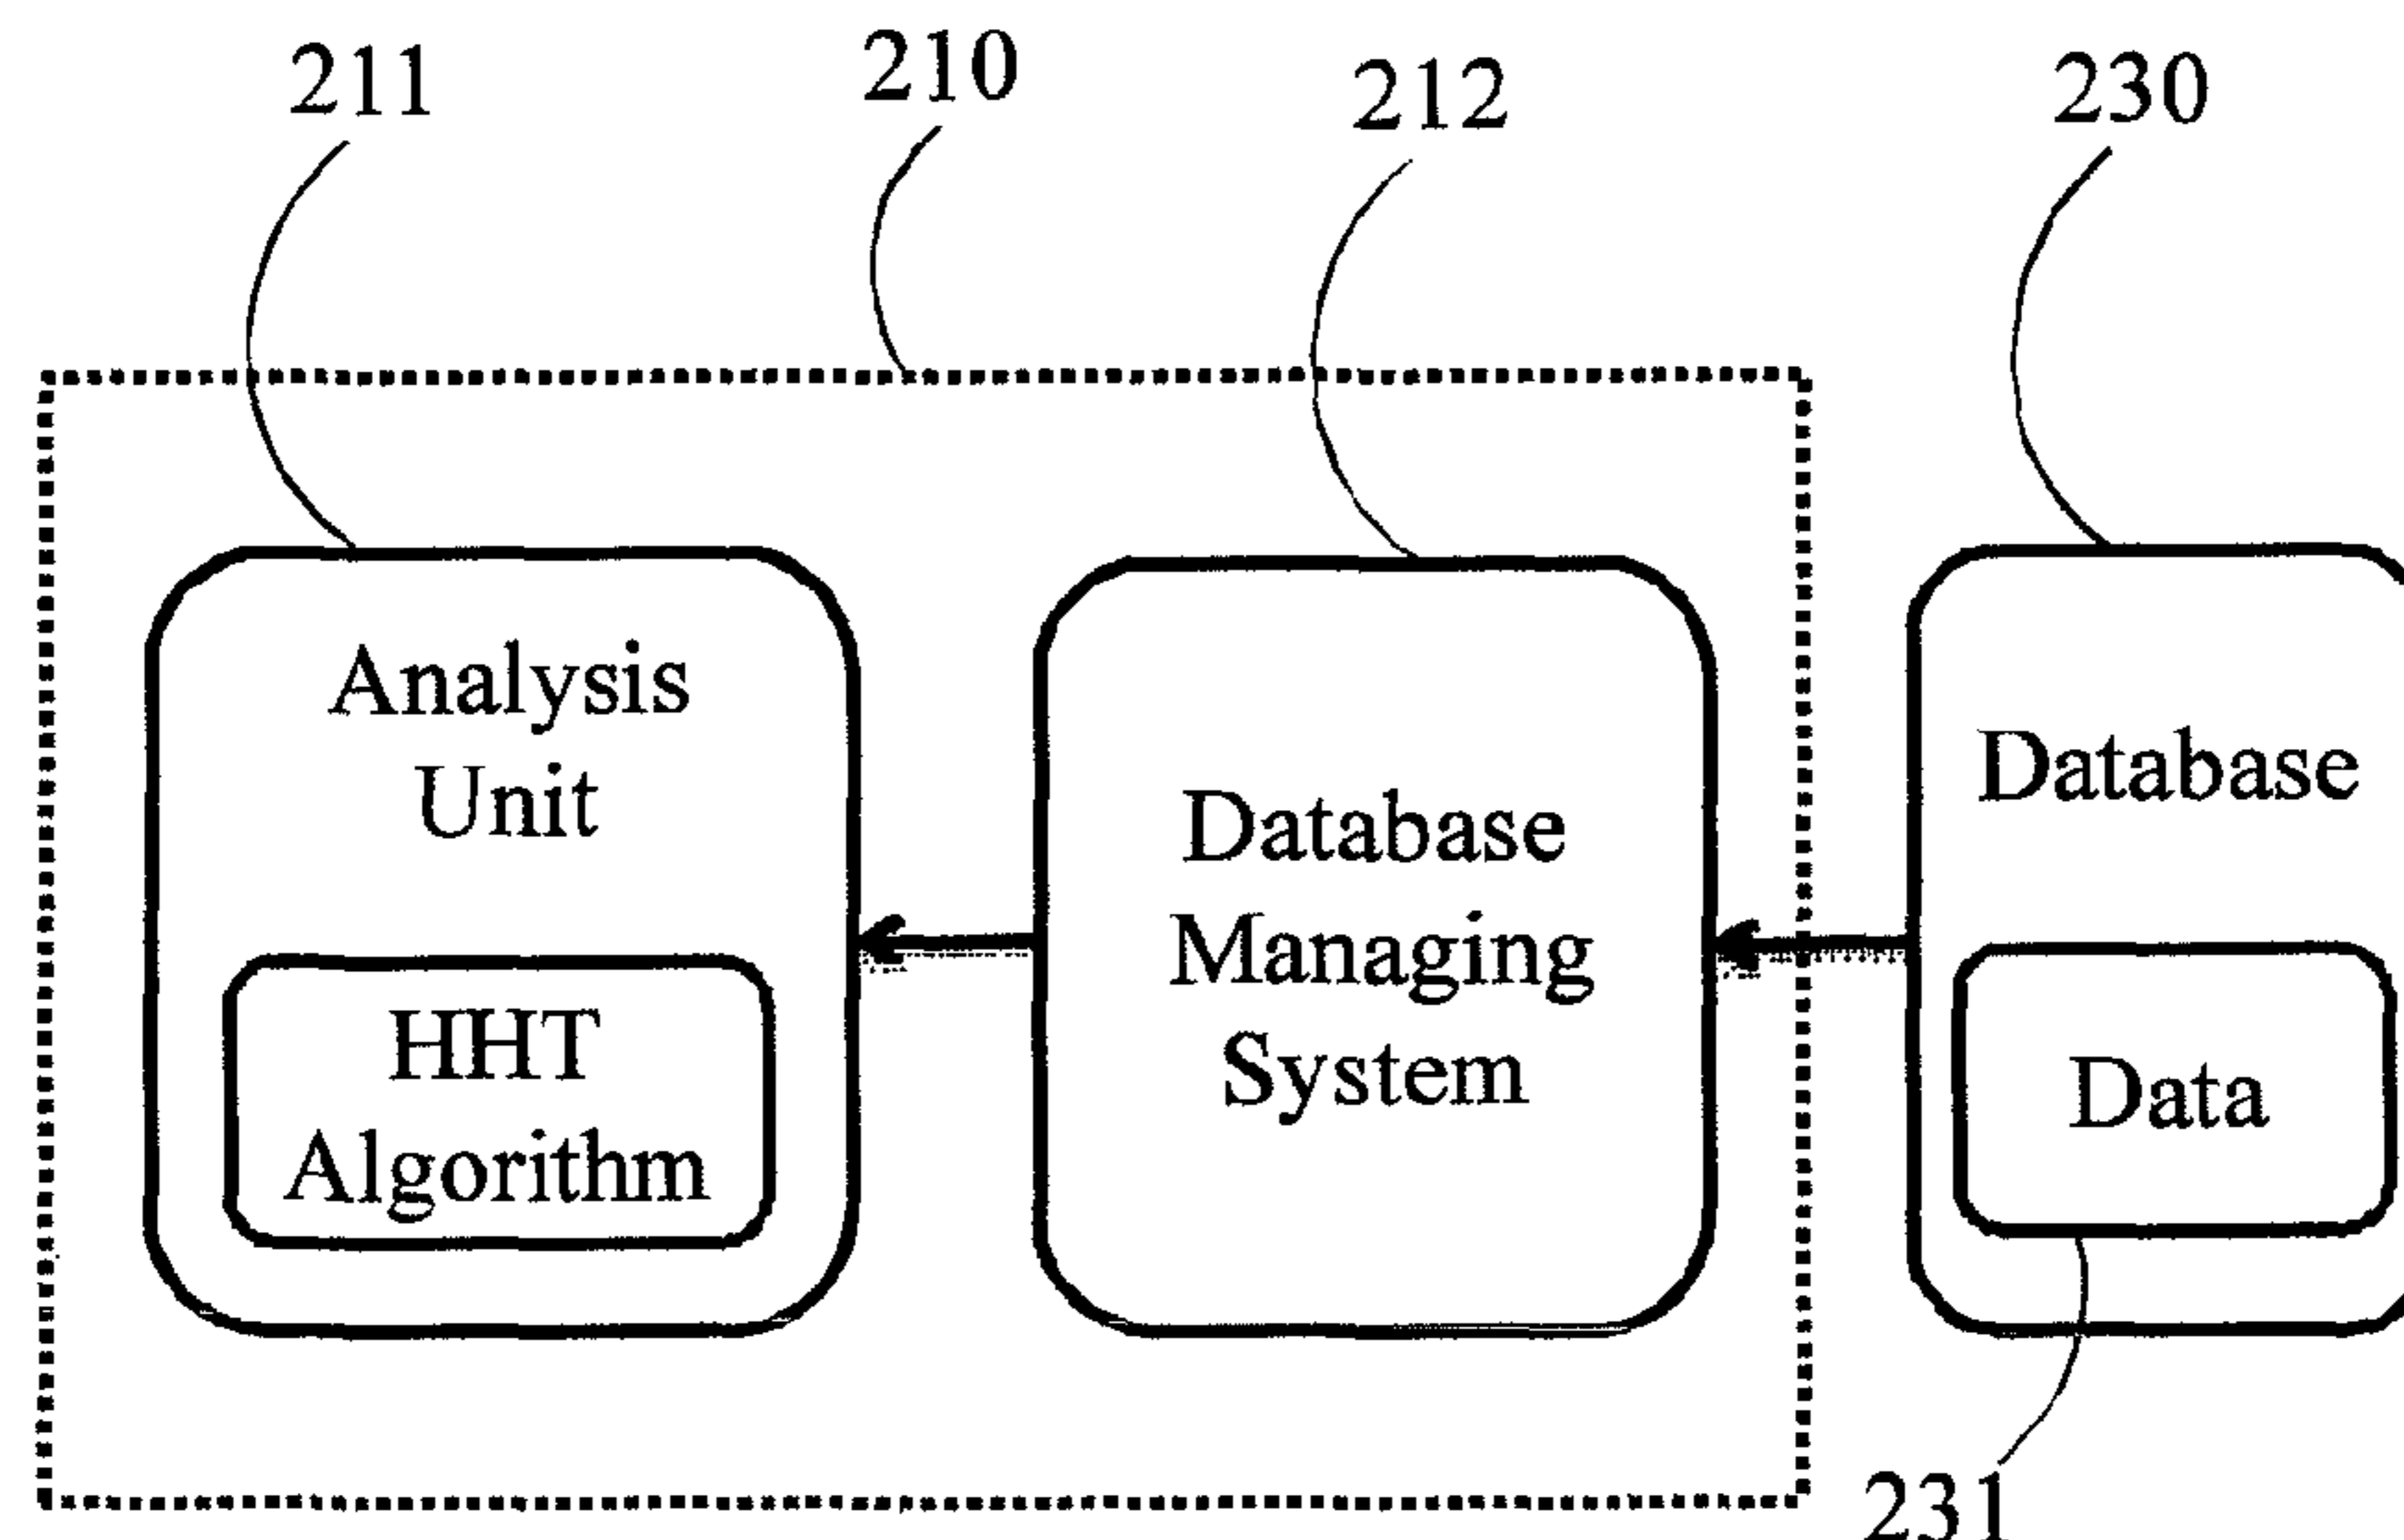 211
210
212
230
Analysis
Unit
HHT
Algorithm
Database
Managing
System
Database
Data
231